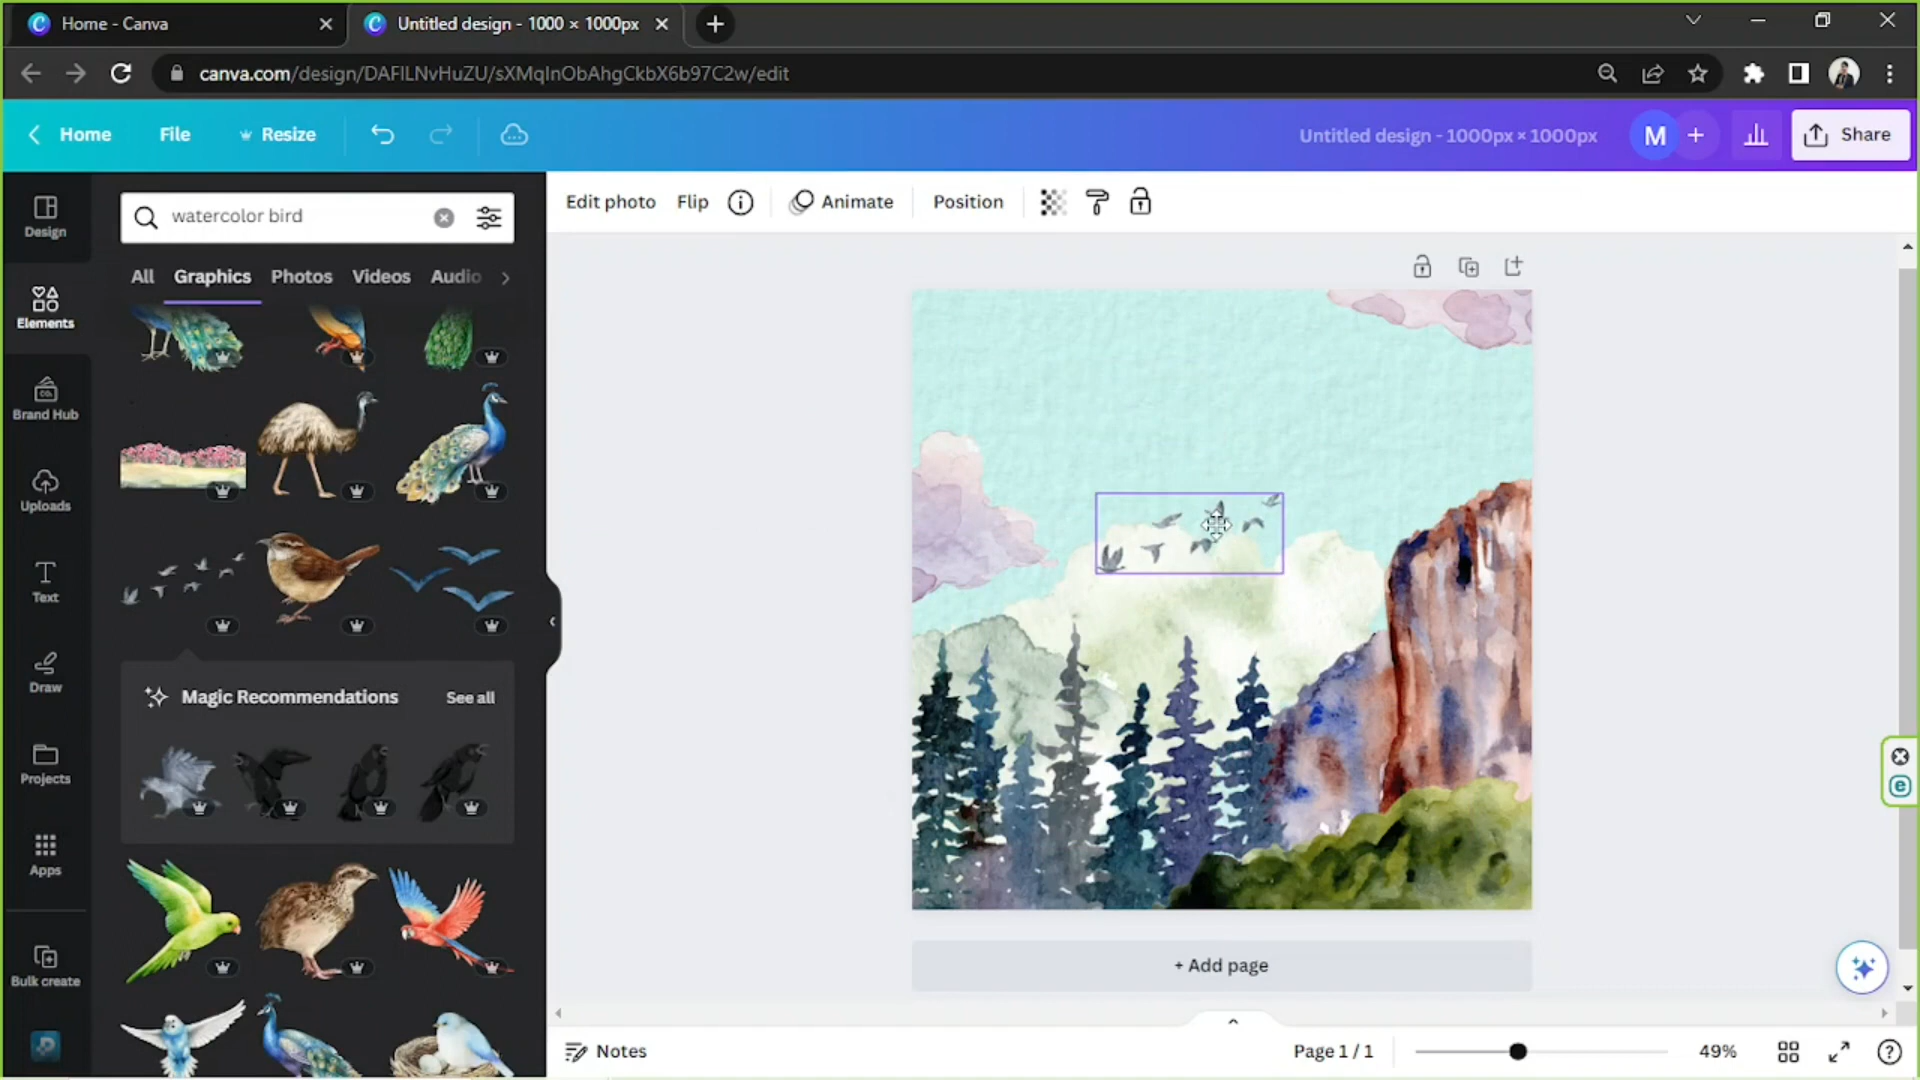 Home - Canva
Untitled design - 1000 × 1000px
canva.com/design/DAFILNvHuZU/sXMqInObAhgCkbX6b97C2w/edit
Home
File
Resize
Untitled design - 1000px × 1000px
M
Share
Design
Elements
Brand Hub
Uploads
Text
Draw
Projects
Apps
Bulk create
watercolor bird
All
Graphics
Photos
Videos
Audio
Magic Recommendations
See all
Edit photo
Flip
Animate
Position
+ Add page
Notes
Page 1 / 1
49%